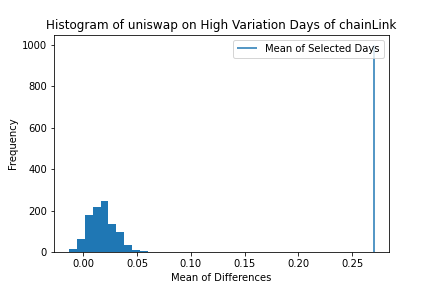 Histogram of uniswap on High Variation Days of chainLink
Mean of Selected Days
1000
800
600
400
200
0
Frequency
0.00 0.05 0.10 0.15 0.20 0.25
Mean of Differences